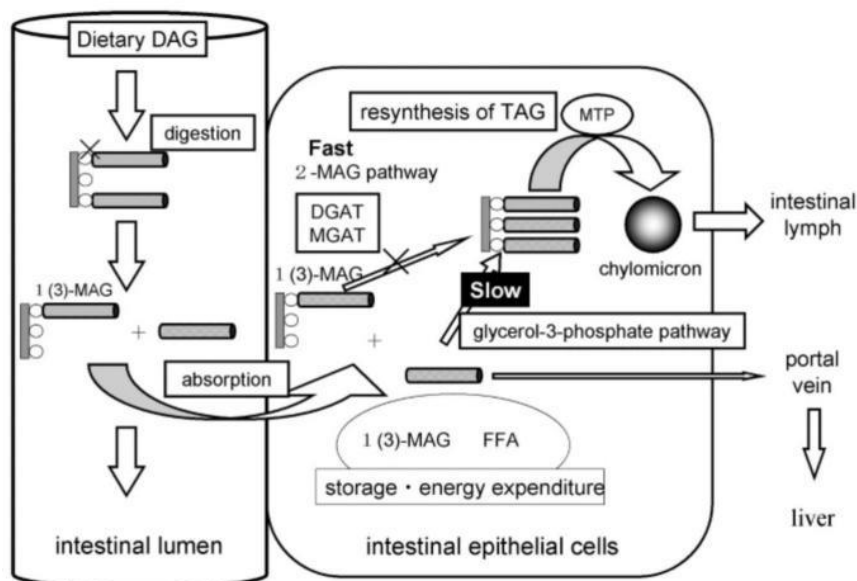 Dietary DAG
digestion
1 (3)-MAG
+
absorption
intestinal lumen
resynthesis of TAG
MTP
Fast
2-MAG pathway
DGAT
MGAT
1 (3)-MAG
+
Slow
glycerol-3-phosphate pathway
chylomicron
1 (3)-MAG FFA
storage・energy expenditure
intestinal epithelial cells
intestinal
lymph
portal
vein
liver